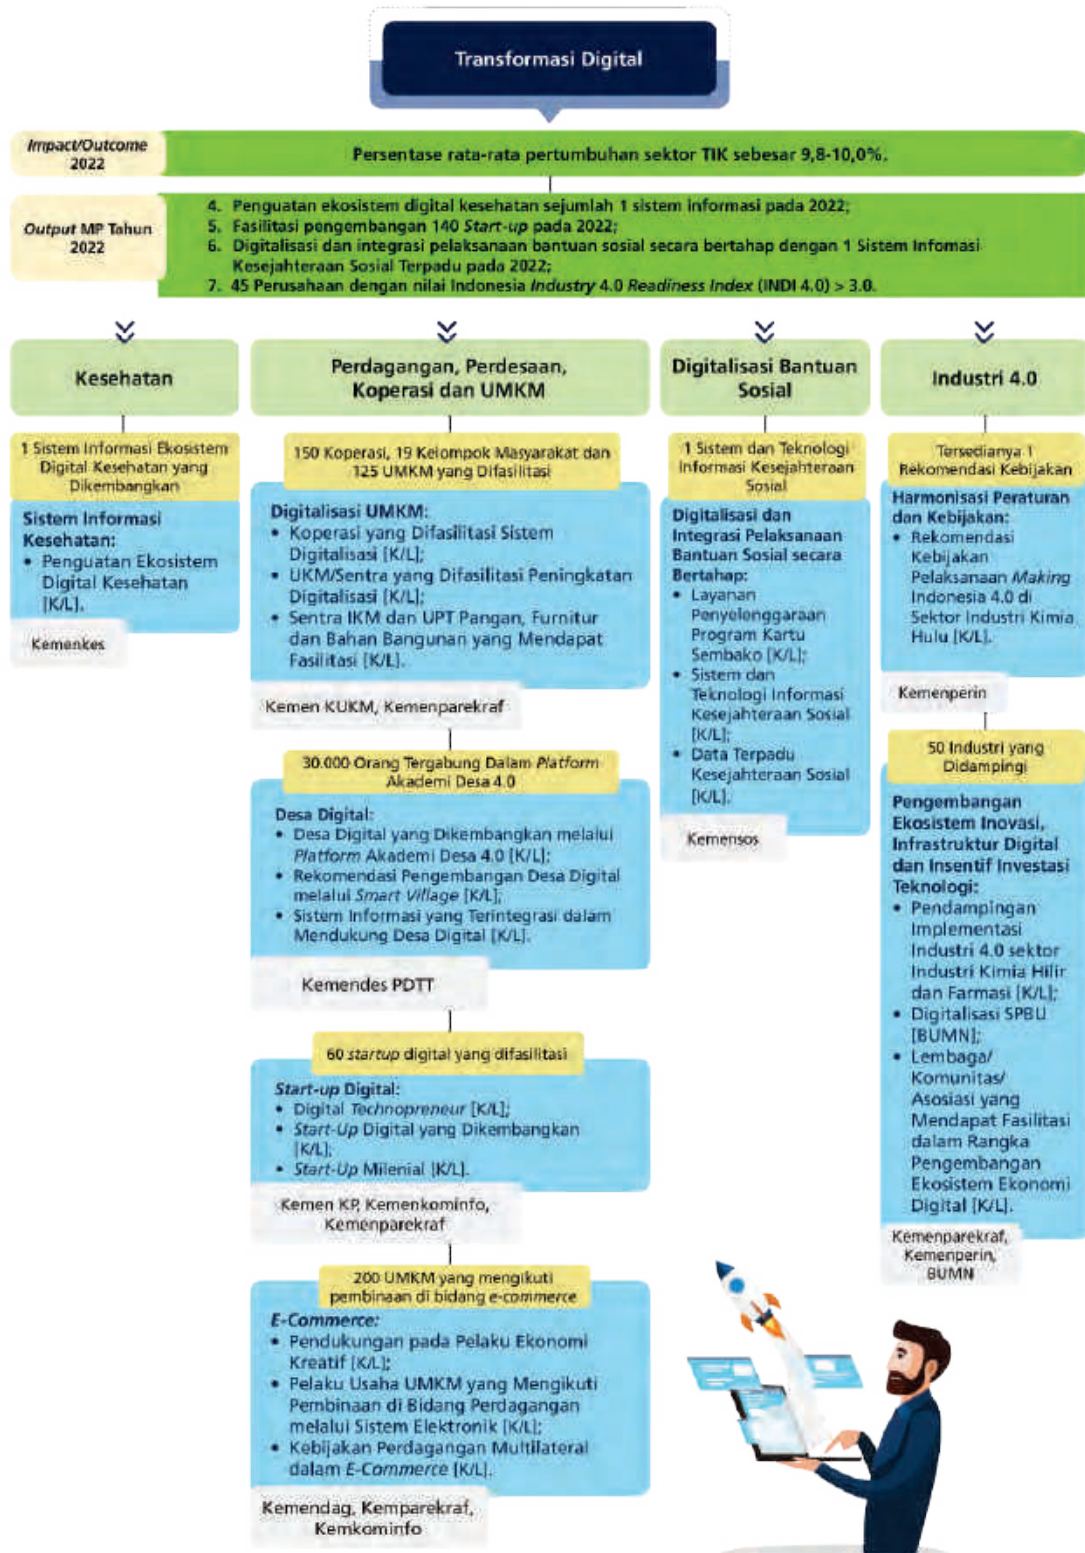 Transformasi Digital
Impact/Outcome
2022
Persentase rata-rata pertumbuhan sektor TIK sebesar 9,8-10,0%.
Output MP Tahun
2022
4. Penguatan ekosistem digital kesehatan sejumlah 1 sistem informasi pada 2022;
5. Fasilitasi pengembangan 140 Start-up pada 2022;
6. Digitalisasi dan integrasi pelaksanaan bantuan sosial secara bertahap dengan 1 Sistem Infomasi
Kesejahteraan Sosial Terpadu pada 2022;
7. 45 Perusahaan dengan nilai Indonesia Industry 4.0 Readiness Index (INDI 4.0) > 3.0.
Kesehatan
1 Sistem Informasi Ekosistem
Digital Kesehatan yang
Dikembangkan
Sistem Informasi
Kesehatan:
• Penguatan Ekosistem
Digital Kesehatan
[K/L].
Kemenkes
Perdagangan, Perdesaan,
Koperasi dan UMKM
150 Koperasi, 19 Kelompok Masyarakat dan
125 UMKM yang Difasilitasi
Digitalisasi UMKM:
• Koperasi yang Difasilitasi Sistem
Digitalisasi [K/L];
• UKM/Sentra yang Difasilitasi Peningkatan
Digitalisasi [K/L];
• Sentra IKM dan UPT Pangan, Furnitur
dan Bahan Bangunan yang Mendapat
Fasilitasi [K/L].
Kemen KUKM, Kemenparekraf
30.000 Orang Tergabung Dalam Platform
Akademi Desa 4.0
Desa Digital:
• Desa Digital yang Dikembangkan melalui
Platform Akademi Desa 4.0 [K/L];
• Rekomendasi Pengembangan Desa Digital
melalui Smart Village [K/L];
• Sistem Informasi yang Terintegrasi dalam
Mendukung Desa Digital [K/L].
Kemendes PDTT
60 startup digital yang difasilitasi
Start-up Digital:
• Digital Technopreneur [K/L];
• Start-Up Digital yang Dikembangkan
[K/L];
• Start-Up Milenial [K/L].
Kemen KP, Kemenkominfo,
Kemenparekraf
200 UMKM yang mengikuti
pembinaan di bidang e-commerce
E-Commerce:
• Pendukungan pada Pelaku Ekonomi
Kreatif [K/L];
• Pelaku Usaha UMKM yang Mengikuti
Pembinaan di Bidang Perdagangan
melalui Sistem Elektronik [K/L];
• Kebijakan Perdagangan Multilateral
dalam E-Commerce [K/L].
Kemendag, Kemparekraf,
Kemkominfo
Digitalisasi Bantuan
Sosial
1 Sistem dan Teknologi
Informasi Kesejahteraan
Sosial
Digitalisasi dan
Integrasi Pelaksanaan
Bantuan Sosial secara
Bertahap:
• Layanan
Penyelenggaraan
Program Kartu
Sembako [K/L];
• Sistem dan
Teknologi Informasi
Kesejahteraan Sosial
[K/L];
• Data Terpadu
Kesejahteraan Sosial
[K/L].
Kemensos
Industri 4.0
Tersedianya 1
Rekomendasi Kebijakan
Harmonisasi Peraturan
dan Kebijakan:
• Rekomendasi
Kebijakan
Pelaksanaan Making
Indonesia 4.0 di
Sektor Industri Kimia
Hulu [K/L].
Kemenperin
50 Industri yang
Didampingi
Pengembangan
Ekosistem Inovasi,
Infrastruktur Digital
dan Insentif Investasi
Teknologi:
• Pendampingan
Implementasi
Industri 4.0 sektor
Industri Kimia Hilir
dan Farmasi [K/L];
• Digitalisasi SPBU
[BUMN];
• Lembaga/
Komunitas/
Asosiasi yang
Mendapat Fasilitasi
dalam Rangka
Pengembangan
Ekosistem Ekonomi
Digital [K/L].
Kemenparekraf,
Kemenperin,
BUMN